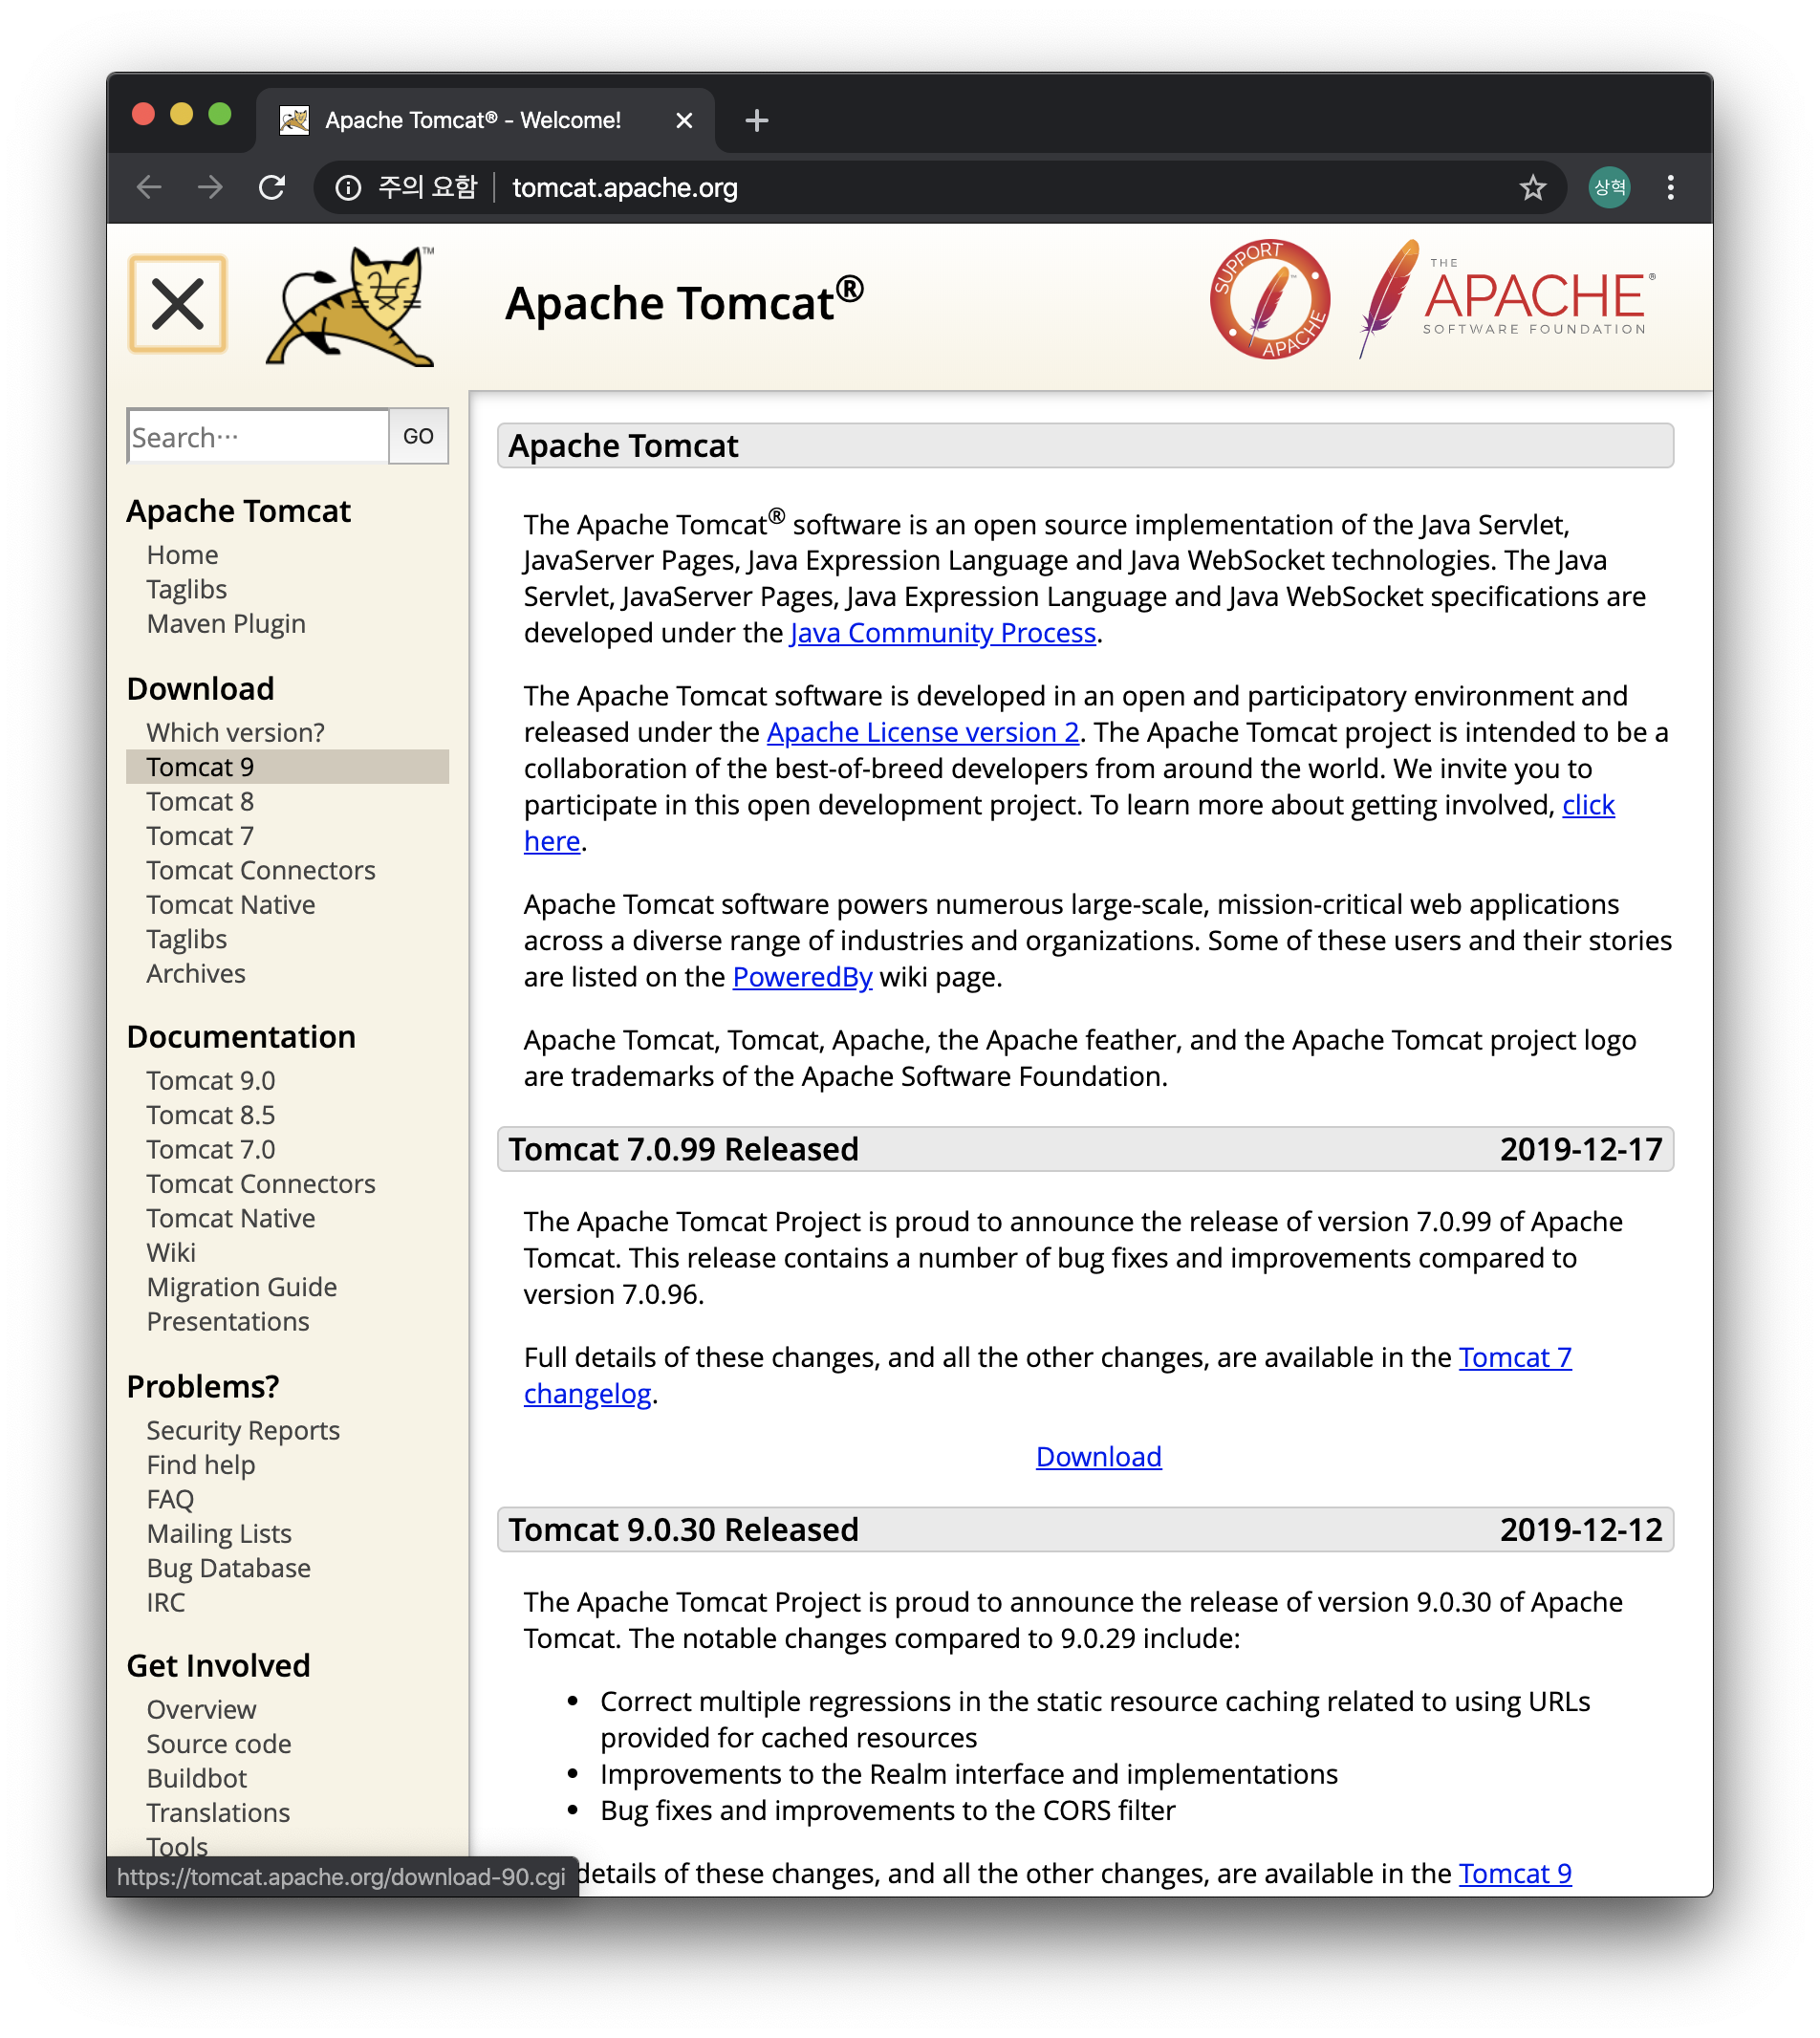 Apache Tomcat® - Welcome!
주의 요함
tomcat.apache.org
상혁
TM
Apache Tomcat®
SUPPORT APACHE
THE
APACHE®
SOFTWARE FOUNDATION
Search…
GO
Apache Tomcat
Home
Taglibs
Maven Plugin
Download
Which version?
Tomcat 9
Tomcat 8
Tomcat 7
Tomcat Connectors
Tomcat Native
Taglibs
Archives
Documentation
Tomcat 9.0
Tomcat 8.5
Tomcat 7.0
Tomcat Connectors
Tomcat Native
Wiki
Migration Guide
Presentations
Problems?
Security Reports
Find help
FAQ
Mailing Lists
Bug Database
IRC
Get Involved
Overview
Source code
Buildbot
Translations
Tools
https://tomcat.apache.org/download-90.cgi
Apache Tomcat
The Apache Tomcat® software is an open source implementation of the Java Servlet,
JavaServer Pages, Java Expression Language and Java WebSocket technologies. The Java
Servlet, JavaServer Pages, Java Expression Language and Java WebSocket specifications are
developed under the Java Community Process.
The Apache Tomcat software is developed in an open and participatory environment and
released under the Apache License version 2. The Apache Tomcat project is intended to be a
collaboration of the best-of-breed developers from around the world. We invite you to
participate in this open development project. To learn more about getting involved, click
here.
Apache Tomcat software powers numerous large-scale, mission-critical web applications
across a diverse range of industries and organizations. Some of these users and their stories
are listed on the PoweredBy wiki page.
Apache Tomcat, Tomcat, Apache, the Apache feather, and the Apache Tomcat project logo
are trademarks of the Apache Software Foundation.
Tomcat 7.0.99 Released 2019-12-17
The Apache Tomcat Project is proud to announce the release of version 7.0.99 of Apache
Tomcat. This release contains a number of bug fixes and improvements compared to
version 7.0.96.
Full details of these changes, and all the other changes, are available in the Tomcat 7
changelog.
Download
Tomcat 9.0.30 Released 2019-12-12
The Apache Tomcat Project is proud to announce the release of version 9.0.30 of Apache
Tomcat. The notable changes compared to 9.0.29 include:
• Correct multiple regressions in the static resource caching related to using URLs
provided for cached resources
• Improvements to the Realm interface and implementations
• Bug fixes and improvements to the CORS filter
details of these changes, and all the other changes, are available in the Tomcat 9